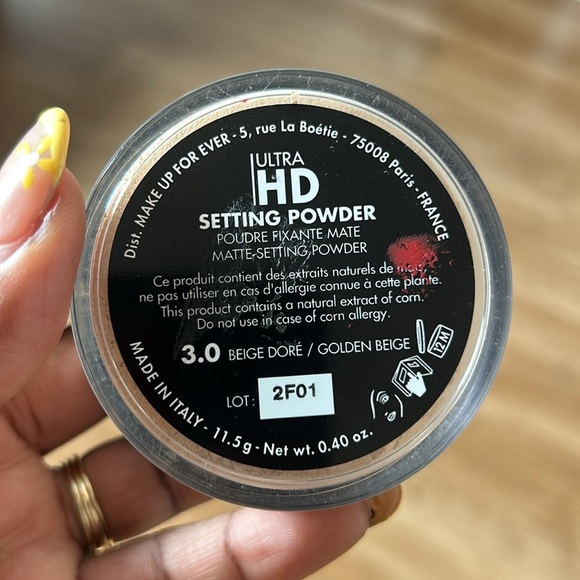 Dist. MAKE UP FOR EVER - 5, rue La Boétie - 75008 Paris - FRANCE
ULTRA
HD
SETTING POWDER
POUDRE FIXANTE MATE
MATTE-SETTING POWDER
Ce produit contient des extraits naturels de
ne pas utiliser en cas d'allergie connue à cette plante.
This product contains a natural extract of corn.
Do not use in case of corn allergy.
3.0 BEIGE DORÉ / GOLDEN BEIGE
12M
LOT: 2F01
MADE IN ITALY - 11.5g - Net wt. 0.40 oz.